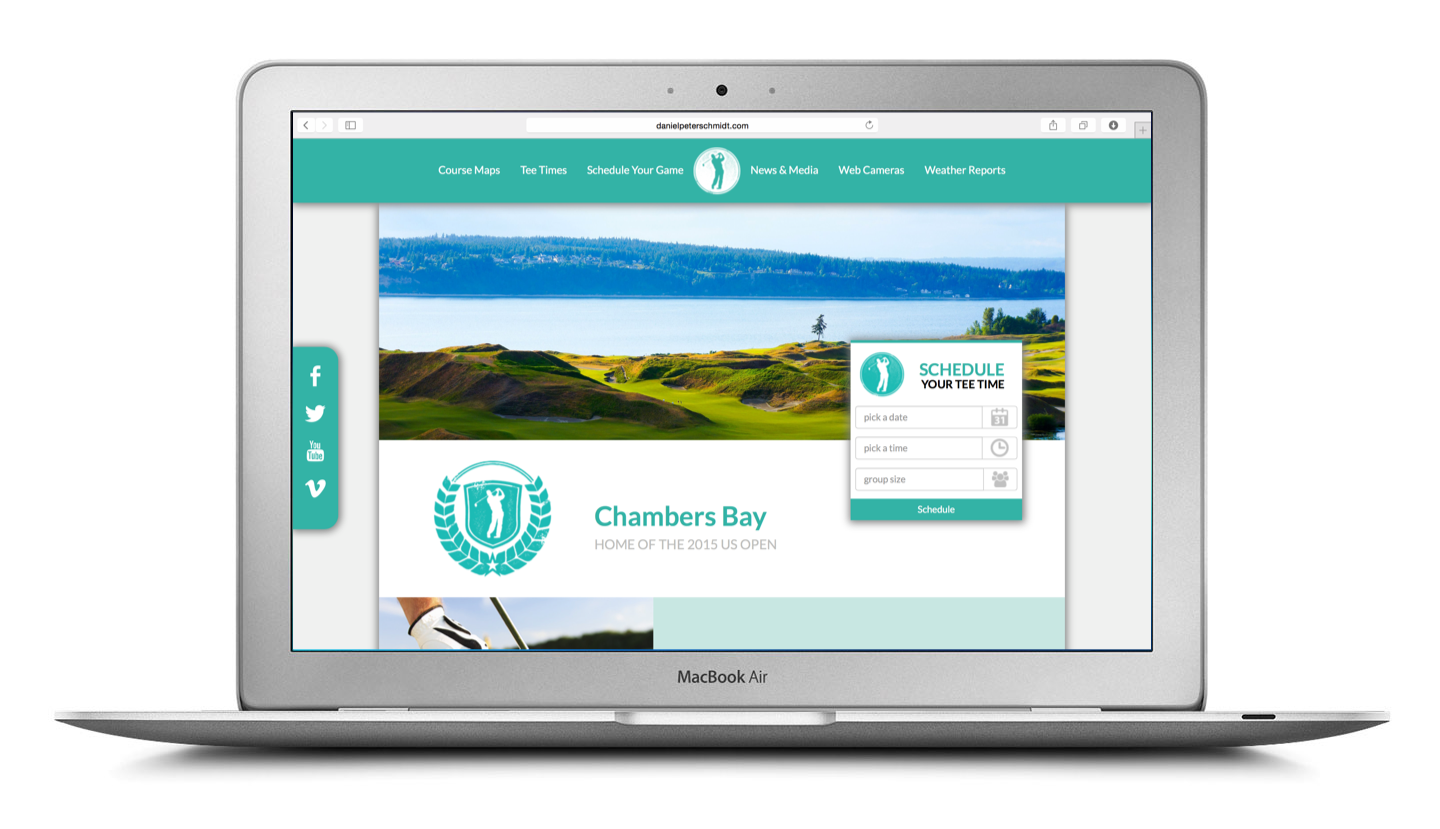 danielpeterschmidt.com
Course Maps Tee Times Schedule Your Game News & Media Web Cameras Weather Reports
SCHEDULE
YOUR TEE TIME
pick a date
31
pick a time
group size
Schedule
f
You
Tube
Chambers Bay
HOME OF THE 2015 US OPEN
MacBook Air